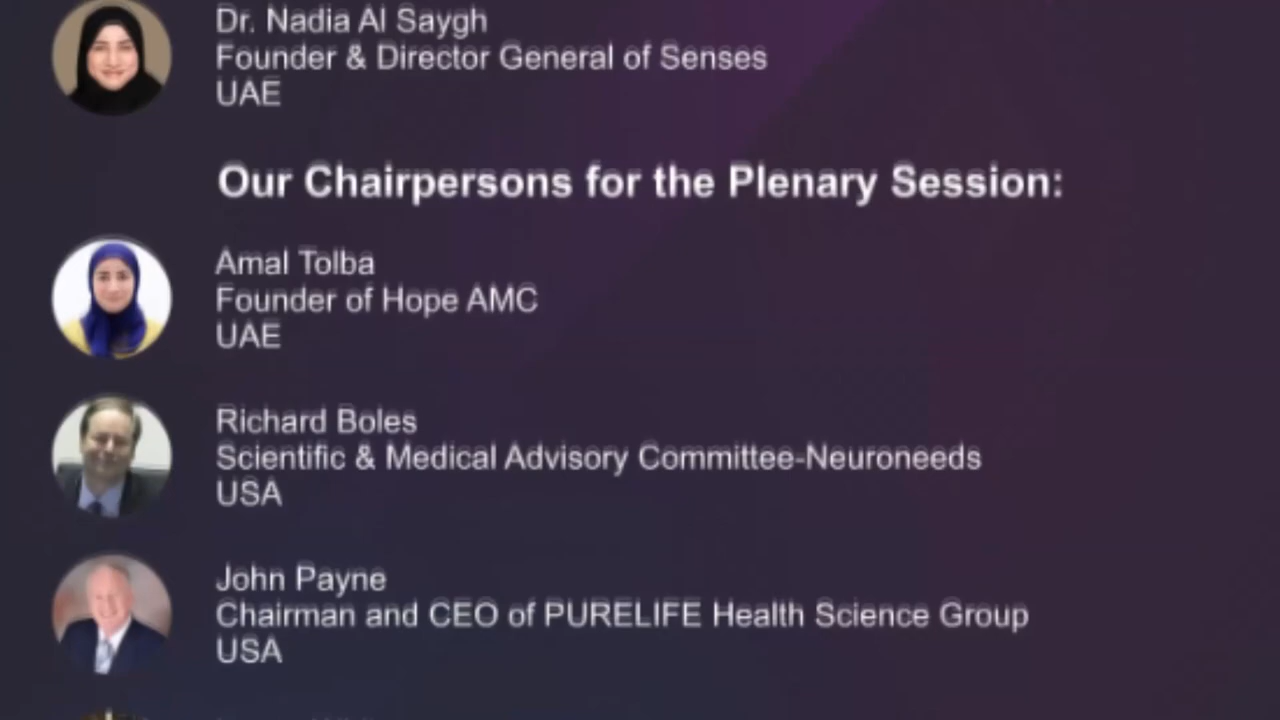 Dr. Nadia Al Saygh
Founder & Director General of Senses
UAE
Our Chairpersons for the Plenary Session:
Amal Tolba
Founder of Hope AMC
UAE
Richard Boles
Scientific & Medical Advisory Committee-Neuroneeds
USA
John Payne
Chairman and CEO of PURELIFE Health Science Group
USA